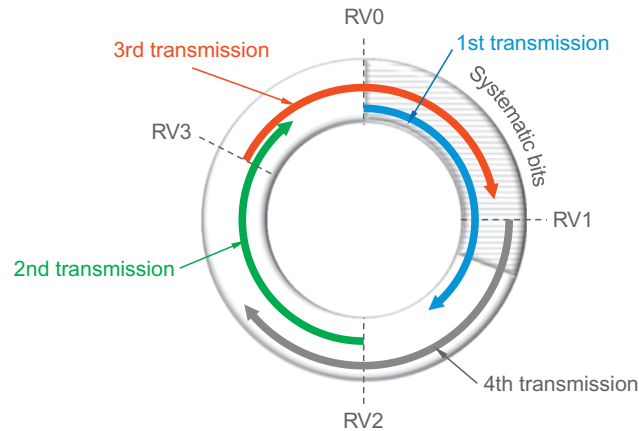 RV0
1st transmission
3rd transmission
Systematic bits
RV3
RV1
2nd transmission
4th transmission
RV2